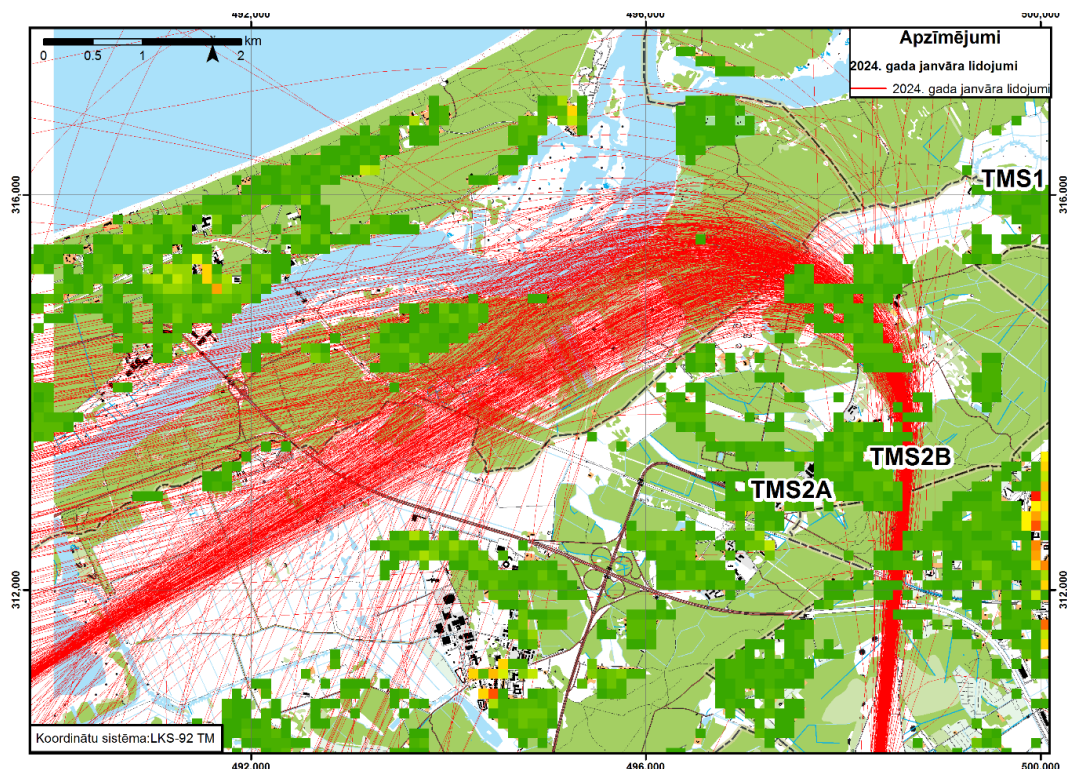 492,000
496,000
500,000
0 0.5 1 2 km
Apzīmējumi
2024. gada janvāra lidojumi
2024. gada janvāra lidojumi
316,000
316,000
TMS1
TMS2B
TMS2A
312,000
312,000
Koordinātu sistēma:LKS-92 TM
492,000
496,000
500,000